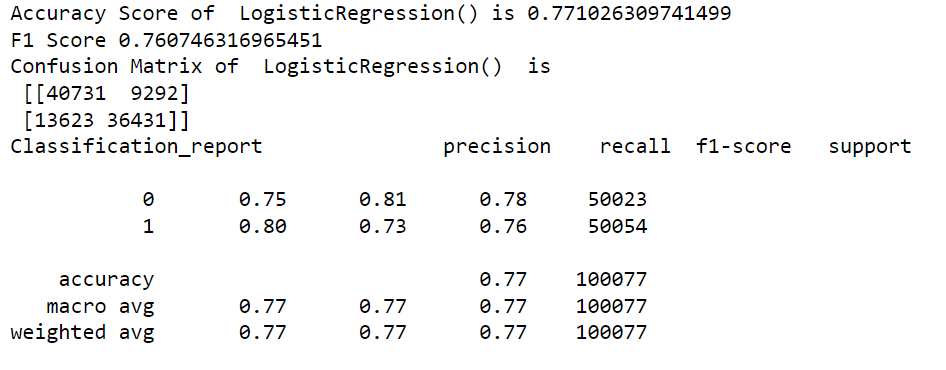 Accuracy Score of  LogisticRegression() is 0.771026309741499
F1 Score 0.760746316965451
Confusion Matrix of  LogisticRegression()  is
 [[40731  9292]
 [13623 36431]]
Classification_report               precision    recall  f1-score   support

           0       0.75      0.81      0.78     50023
           1       0.80      0.73      0.76     50054

    accuracy                           0.77    100077
   macro avg       0.77      0.77      0.77    100077
weighted avg       0.77      0.77      0.77    100077